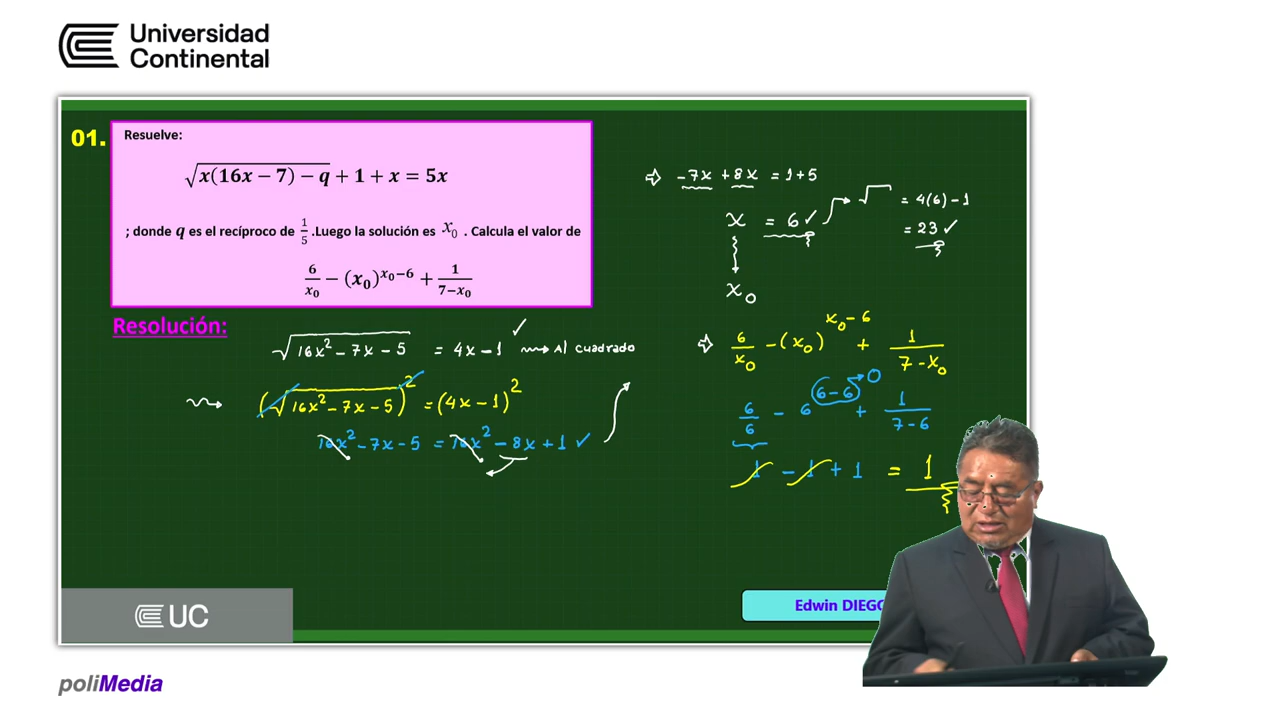 Universidad
Continental
01.
Resuelve:
√x(16x − 7) − q + 1 + x = 5x
; donde q es el recíproco de 1/5 .Luego la solución es x₀ . Calcula el valor de
6/x₀ − (x₀)^(x₀−6) + 1/(7−x₀)
Resolución:
√16x² − 7x − 5 = 4x − 1 ✓ Al cuadrado
(√16x² − 7x − 5)² = (4x − 1)²
16x² − 7x − 5 = 16x² − 8x + 1 ✓
⇒ −7x + 8x = 1+5
x = 6 ✓
√ = 4(6) − 1
= 23 ✓
x₀
⇒ 6/x₀ − (x₀)^(x₀−6) + 1/(7 − x₀)
6/6 − 6^(6−6) → 0 + 1/(7−6)
1 − 1 + 1 = 1
UC
Edwin DIEGO
poliMedia